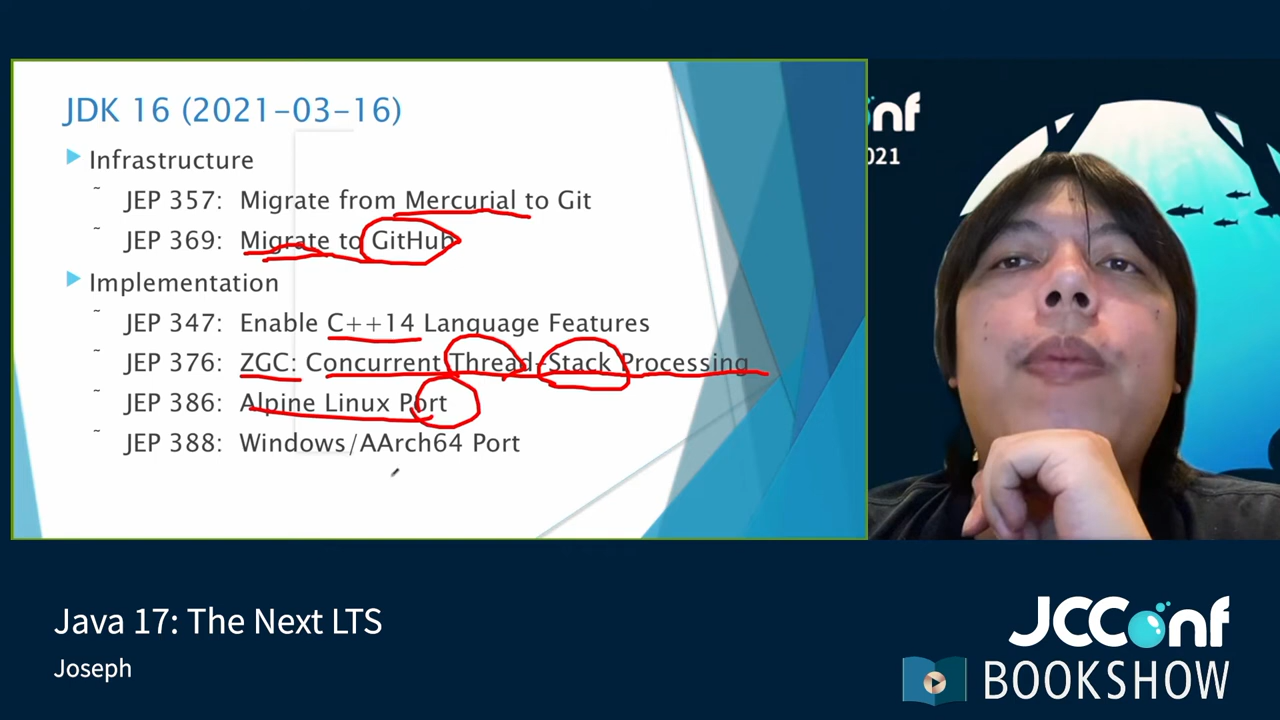 JDK 16 (2021-03-16)
Infrastructure
JEP 357: Migrate from Mercurial to Git
JEP 369: Migrate to GitHub
Implementation
JEP 347: Enable C++14 Language Features
JEP 376: ZGC: Concurrent Thread-Stack Processing
JEP 386: Alpine Linux Port
JEP 388: Windows/AArch64 Port
nf
021
Java 17: The Next LTS
Joseph
JCConf
BOOKSHOW